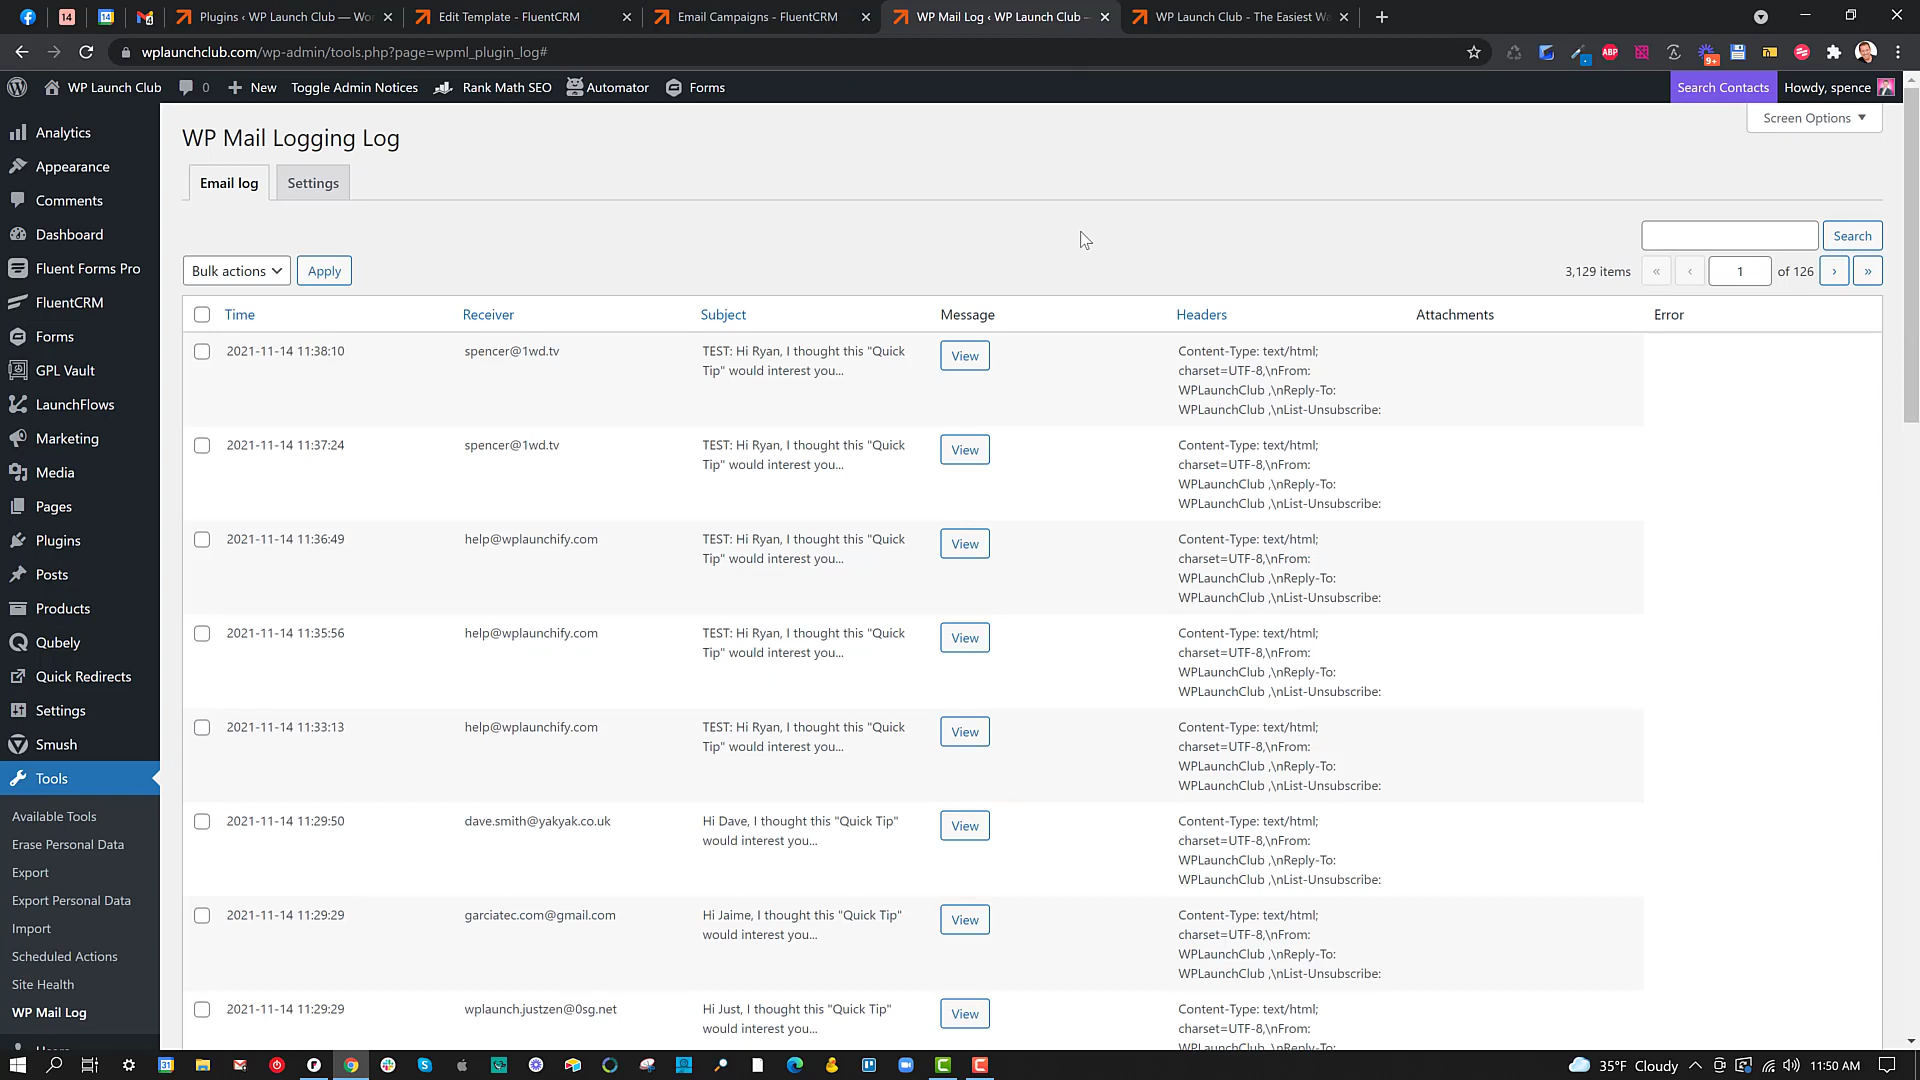 14
14
Plugins ‹ WP Launch Club — Wor
Edit Template - FluentCRM
Email Campaigns - FluentCRM
WP Mail Log ‹ WP Launch Club —
WP Launch Club - The Easiest Wa
wplaunchclub.com/wp-admin/tools.php?page=wpml_plugin_log#
ABP
9+
WP Launch Club
0
New
Toggle Admin Notices
Rank Math SEO
Automator
Forms
Search Contacts
Howdy, spence
Analytics
Appearance
Comments
Dashboard
Fluent Forms Pro
FluentCRM
Forms
GPL Vault
LaunchFlows
Marketing
Media
Pages
Plugins
Posts
Products
Qubely
Quick Redirects
Settings
Smush
Tools
Available Tools
Erase Personal Data
Export
Export Personal Data
Import
Scheduled Actions
Site Health
WP Mail Log
Screen Options
WP Mail Logging Log
Email log
Settings
Search
Bulk actions
Apply
3,129 items
«
‹
1
of 126
›
»
Time
Receiver
Subject
Message
Headers
Attachments
Error
2021-11-14 11:38:10
spencer@1wd.tv
TEST: Hi Ryan, I thought this "Quick
Tip" would interest you...
View
Content-Type: text/html;
charset=UTF-8,\nFrom:
WPLaunchClub ,\nReply-To:
WPLaunchClub ,\nList-Unsubscribe:
2021-11-14 11:37:24
spencer@1wd.tv
TEST: Hi Ryan, I thought this "Quick
Tip" would interest you...
View
Content-Type: text/html;
charset=UTF-8,\nFrom:
WPLaunchClub ,\nReply-To:
WPLaunchClub ,\nList-Unsubscribe:
2021-11-14 11:36:49
help@wplaunchify.com
TEST: Hi Ryan, I thought this "Quick
Tip" would interest you...
View
Content-Type: text/html;
charset=UTF-8,\nFrom:
WPLaunchClub ,\nReply-To:
WPLaunchClub ,\nList-Unsubscribe:
2021-11-14 11:35:56
help@wplaunchify.com
TEST: Hi Ryan, I thought this "Quick
Tip" would interest you...
View
Content-Type: text/html;
charset=UTF-8,\nFrom:
WPLaunchClub ,\nReply-To:
WPLaunchClub ,\nList-Unsubscribe:
2021-11-14 11:33:13
help@wplaunchify.com
TEST: Hi Ryan, I thought this "Quick
Tip" would interest you...
View
Content-Type: text/html;
charset=UTF-8,\nFrom:
WPLaunchClub ,\nReply-To:
WPLaunchClub ,\nList-Unsubscribe:
2021-11-14 11:29:50
dave.smith@yakyak.co.uk
Hi Dave, I thought this "Quick Tip"
would interest you...
View
Content-Type: text/html;
charset=UTF-8,\nFrom:
WPLaunchClub ,\nReply-To:
WPLaunchClub ,\nList-Unsubscribe:
2021-11-14 11:29:29
garciatec.com@gmail.com
Hi Jaime, I thought this "Quick Tip"
would interest you...
View
Content-Type: text/html;
charset=UTF-8,\nFrom:
WPLaunchClub ,\nReply-To:
WPLaunchClub ,\nList-Unsubscribe:
2021-11-14 11:29:29
wplaunch.justzen@0sg.net
Hi Just, I thought this "Quick Tip"
would interest you...
View
Content-Type: text/html;
charset=UTF-8,\nFrom:
WPLaunchClub ,\nReply-To:
35°F Cloudy
11:50 AM